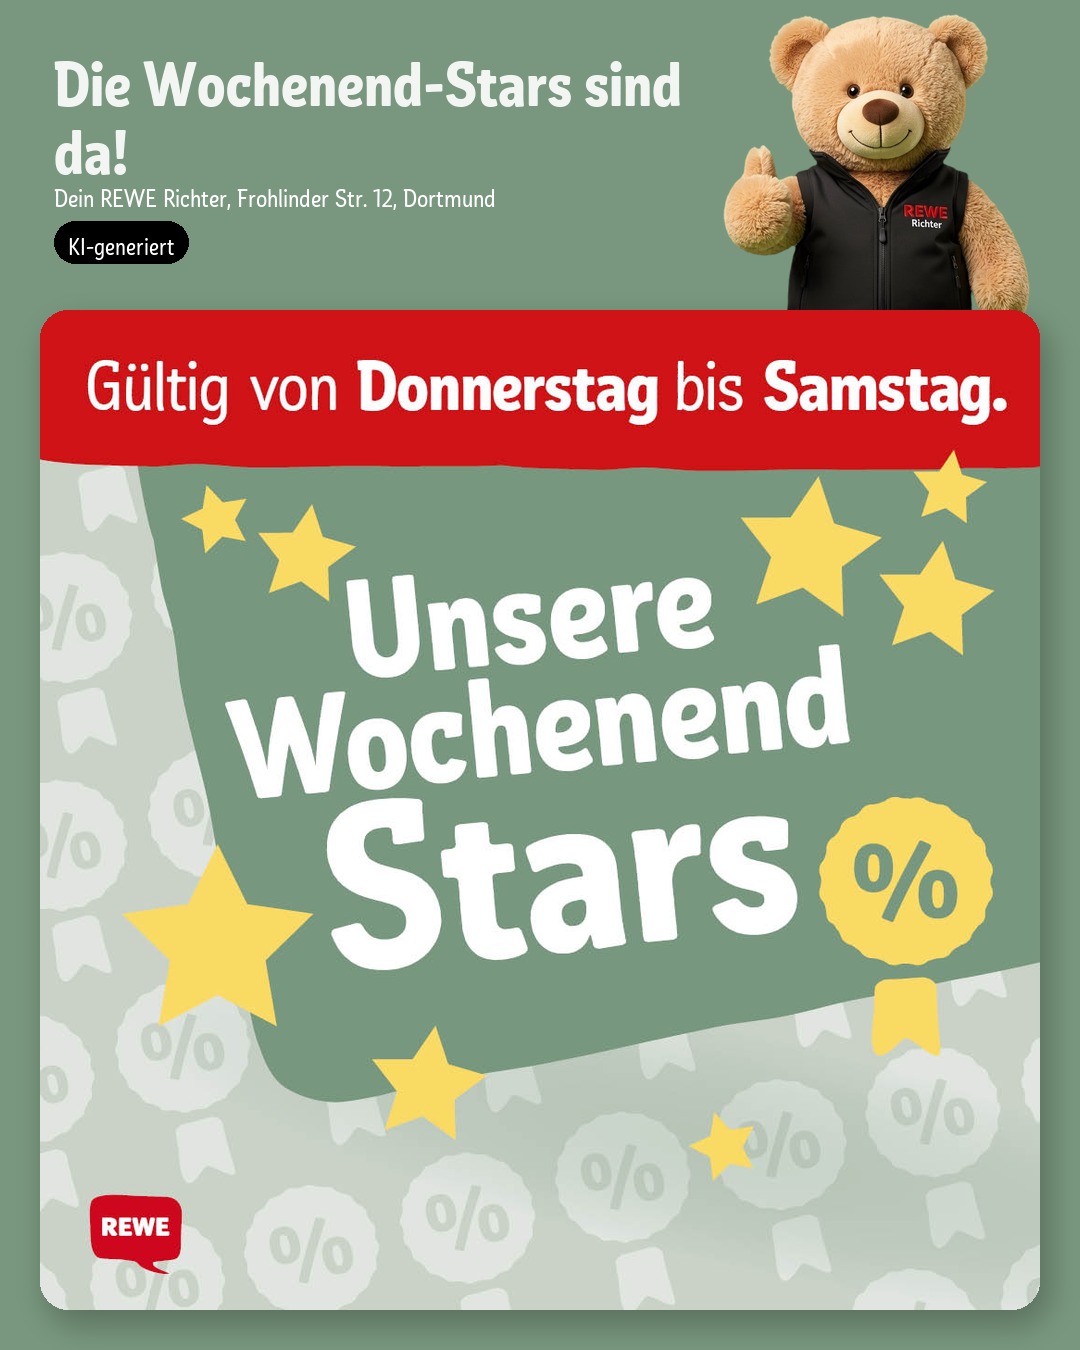 Die Wochenend-Stars sind
da!
Dein REWE Richter, Frohlinder Str. 12, Dortmund
KI-generiert
REWE
Richter
Gültig von Donnerstag bis Samstag.
Unsere
Wochenend
Stars
%
REWE